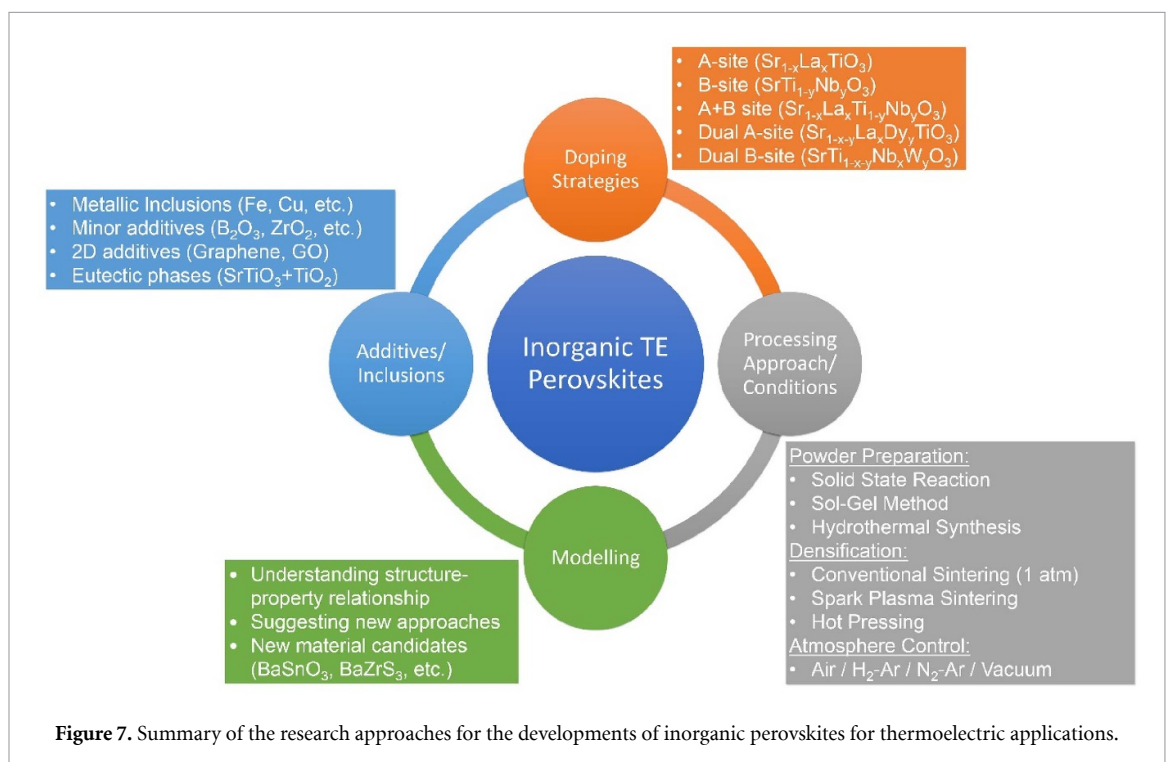 • A-site (Sr₁₋ₓLaₓTiO₃)
• B-site (SrTi₁₋yNbyO₃)
• A+B site (Sr₁₋ₓLaₓTi₁₋yNbyO₃)
• Dual A-site (Sr₁₋ₓ₋yLaₓDyyTiO₃)
• Dual B-site (SrTi₁₋ₓ₋yNbₓWyO₃)
Doping
Strategies
• Metallic Inclusions (Fe, Cu, etc.)
• Minor additives (B₂O₃, ZrO₂, etc.)
• 2D additives (Graphene, GO)
• Eutectic phases (SrTiO₃+TiO₂)
Additives/
Inclusions
Inorganic TE
Perovskites
Processing
Approach/
Conditions
Powder Preparation:
• Solid State Reaction
• Sol-Gel Method
• Hydrothermal Synthesis
Densification:
• Conventional Sintering (1 atm)
• Spark Plasma Sintering
• Hot Pressing
Atmosphere Control:
• Air / H₂-Ar / N₂-Ar / Vacuum
Modelling
• Understanding structure-
property relationship
• Suggesting new approaches
• New material candidates
(BaSnO₃, BaZrS₃, etc.)
Figure 7. Summary of the research approaches for the developments of inorganic perovskites for thermoelectric applications.